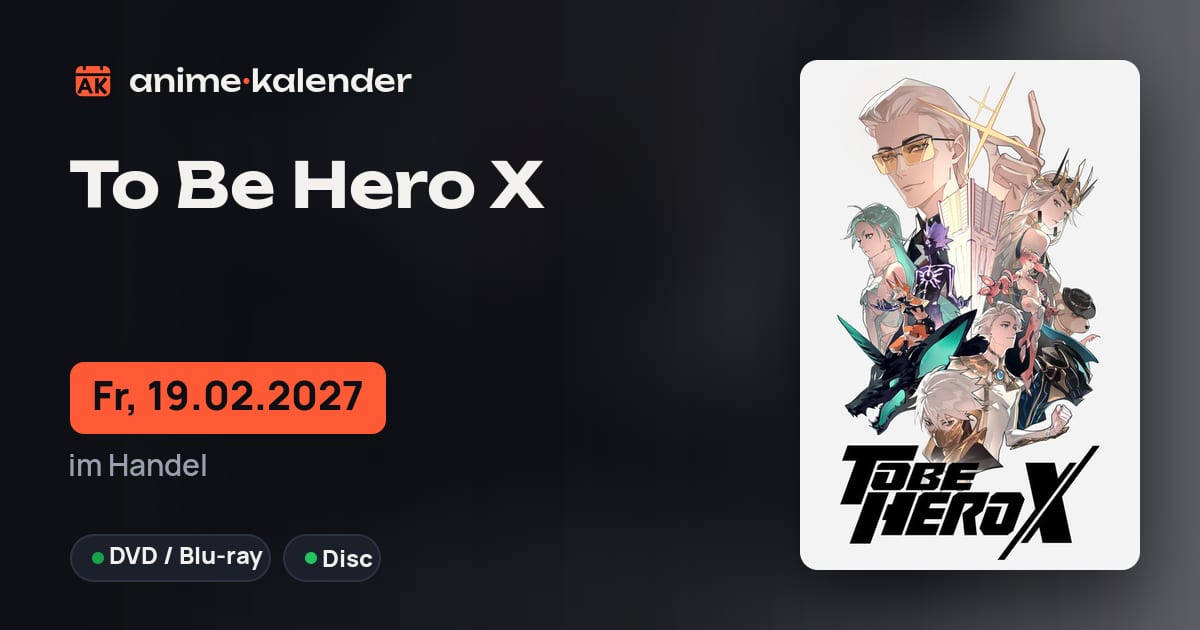 AK anime·kalender
To Be Hero X
Fr, 19.02.2027
im Handel
DVD / Blu-ray
Disc
TO BE
HERO X